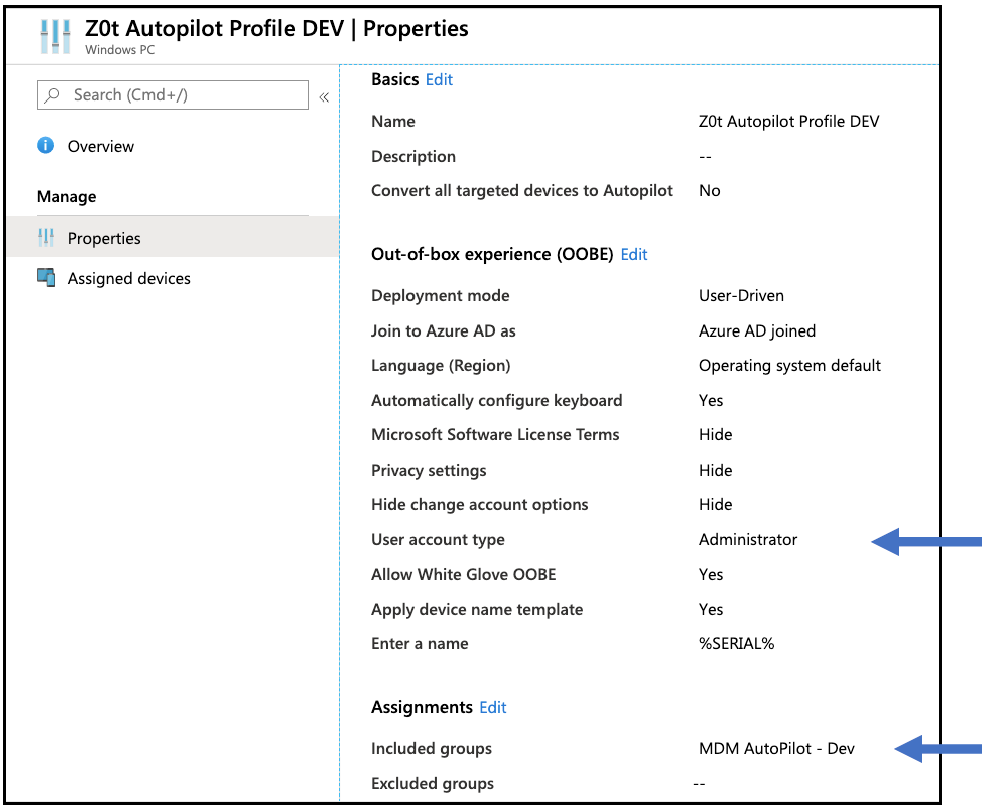 Z0t Autopilot Profile DEV | Properties
Windows PC
Search (Cmd+/)
«
Overview
Manage
Properties
Assigned devices
Basics Edit
Name Z0t Autopilot Profile DEV
Description --
Convert all targeted devices to Autopilot No
Out-of-box experience (OOBE) Edit
Deployment mode User-Driven
Join to Azure AD as Azure AD joined
Language (Region) Operating system default
Automatically configure keyboard Yes
Microsoft Software License Terms Hide
Privacy settings Hide
Hide change account options Hide
User account type Administrator
Allow White Glove OOBE Yes
Apply device name template Yes
Enter a name %SERIAL%
Assignments Edit
Included groups MDM AutoPilot - Dev
Excluded groups --